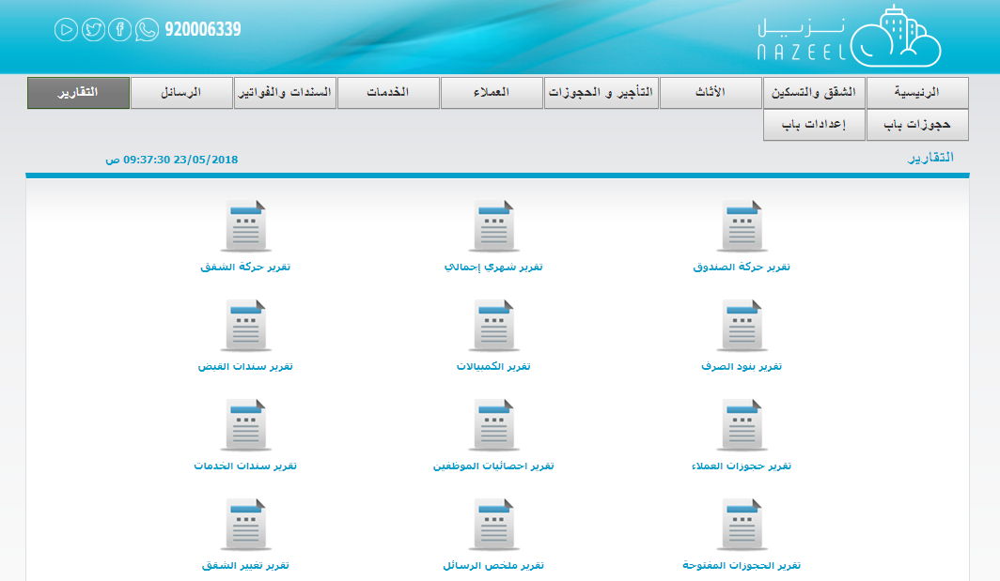 920006339
نـزيـل
NAZEEL
الرئيسية
الشقق والتسكين
الأثاث
التأجير و الحجوزات
العملاء
الخدمات
السندات والفواتير
الرسائل
التقارير
حجوزات باب
إعدادات باب
التقارير
23/05/2018 09:37:30 ص
تقرير حركة الصندوق
تقرير شهري إجمالي
تقرير حركة الشقق
تقرير بنود الصرف
تقرير الكمبيالات
تقرير سندات القبض
تقرير حجوزات العملاء
تقرير احصائيات الموظفين
تقرير سندات الخدمات
تقرير الحجوزات المفتوحة
تقرير ملخص الرسائل
تقرير تغيير الشقق